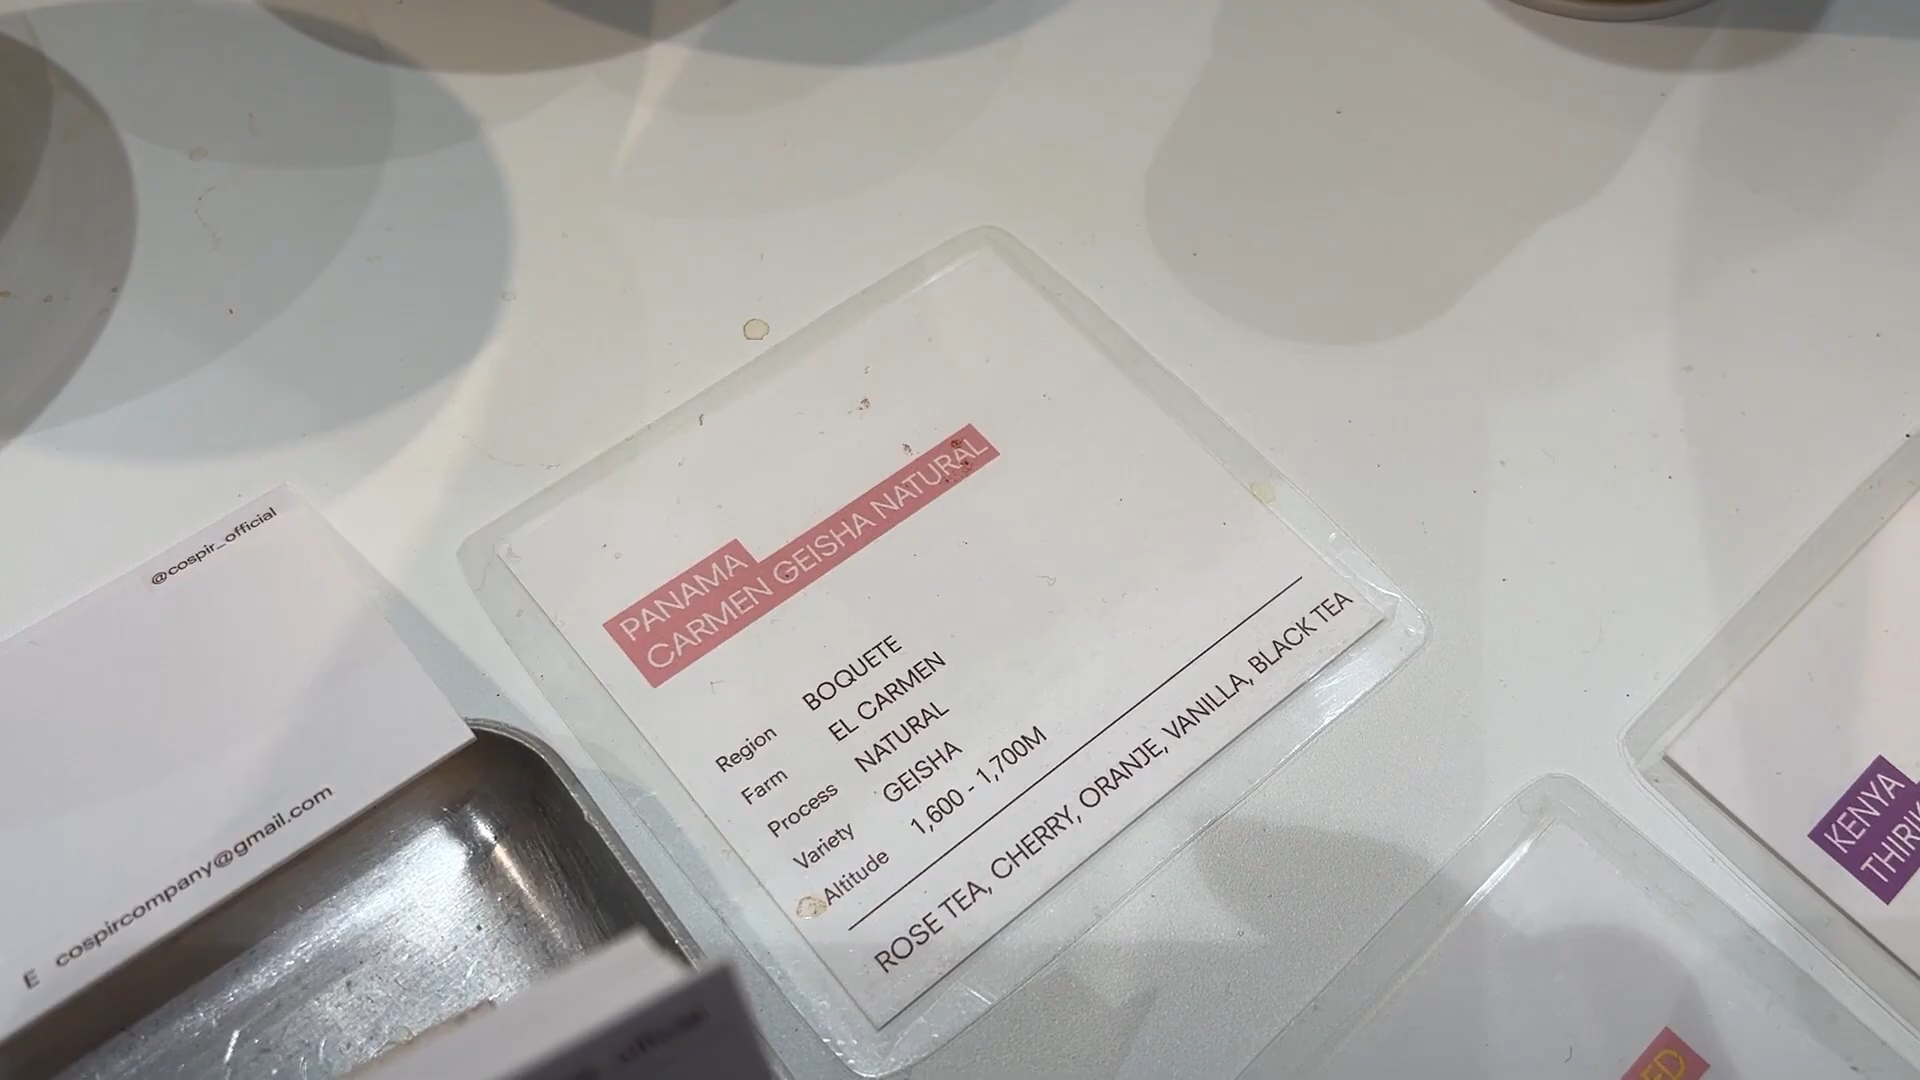 @cospir_official
E cospircompany@gmail.com
PANAMA
CARMEN GEISHA NATURAL
Region BOQUETE
Farm EL CARMEN
Process NATURAL
Variety GEISHA
Altitude 1,600 - 1,700M
ROSE TEA, CHERRY, ORANJE, VANILLA, BLACK TEA
KENYA